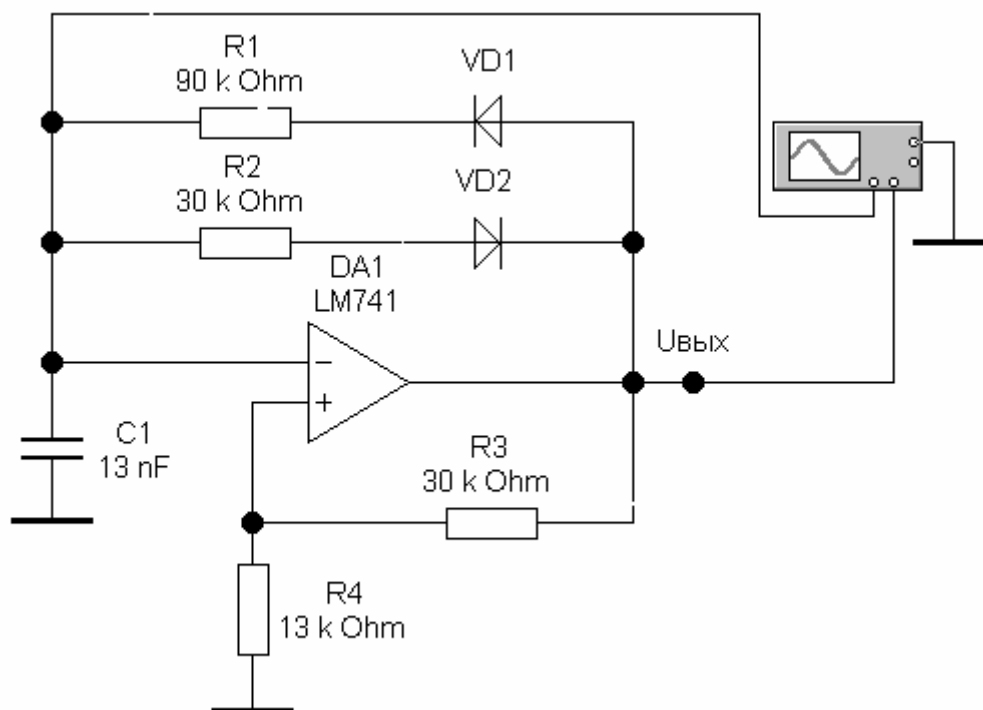 R1
90 k Ohm
VD1
R2
30 k Ohm
VD2
DA1
LM741
Uвых
−
+
C1
13 nF
R3
30 k Ohm
R4
13 k Ohm